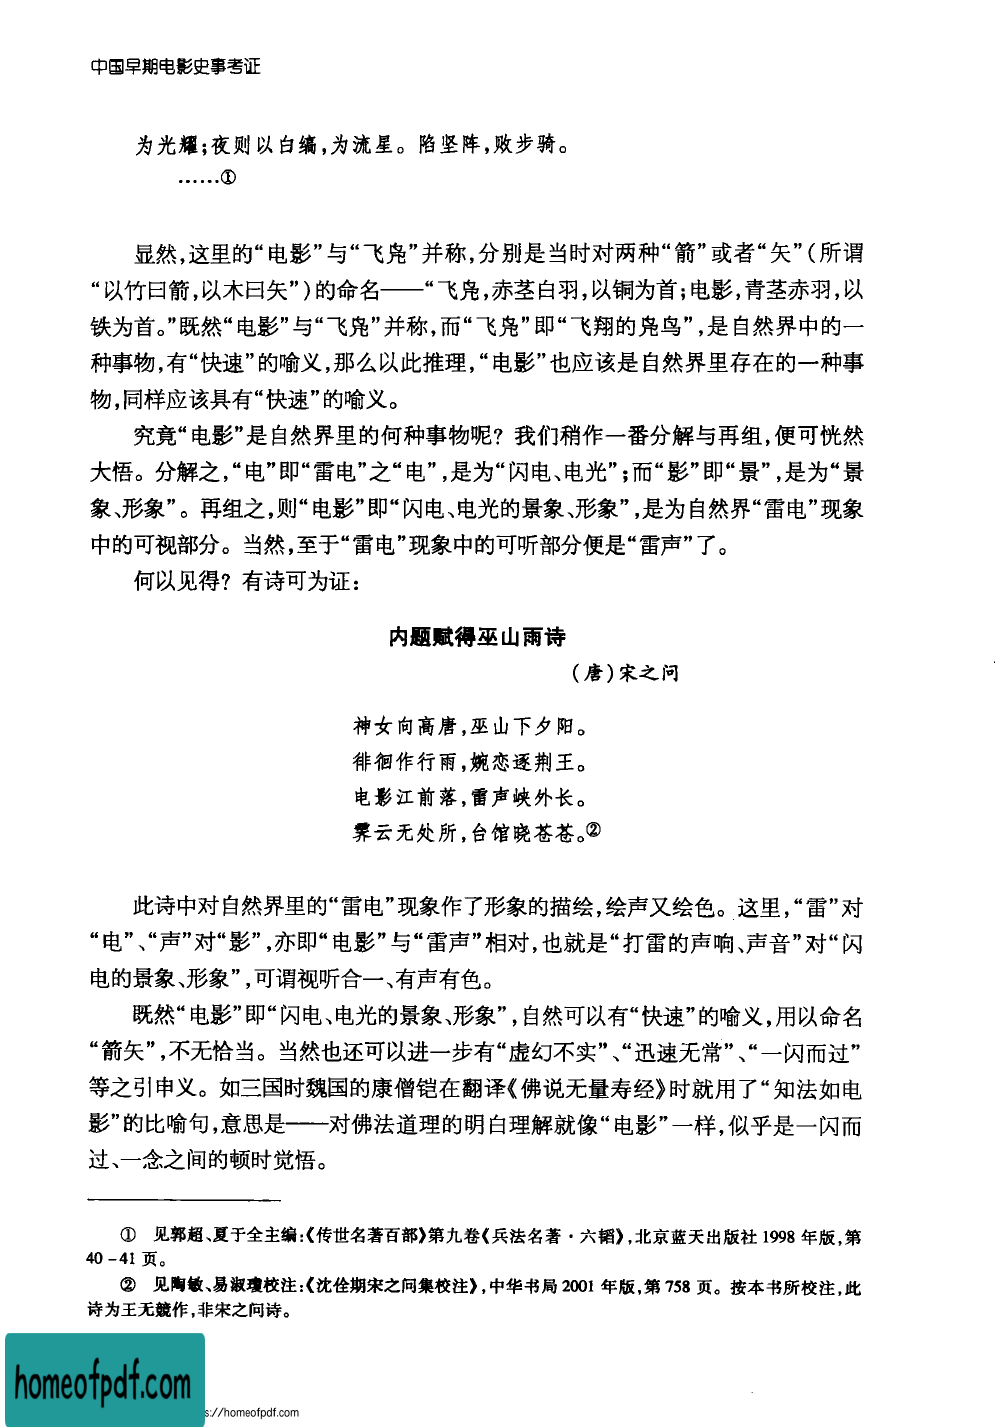 中国早期电影史事考证
为光耀;夜则以白缟,为流星。陷坚阵,败步骑。
……①
显然,这里的“电影”与“飞凫”并称,分别是当时对两种“箭”或者“矢”(所谓
“以竹曰箭,以木曰矢”)的命名——“飞凫,赤茎白羽,以铜为首;电影,青茎赤羽,以
铁为首。”既然“电影”与“飞凫”并称,而“飞凫”即“飞翔的凫鸟”,是自然界中的一
种事物,有“快速”的喻义,那么以此推理,“电影”也应该是自然界里存在的一种事
物,同样应该具有“快速”的喻义。
究竟“电影”是自然界里的何种事物呢?我们稍作一番分解与再组,便可恍然
大悟。分解之,“电”即“雷电”之“电”,是为“闪电、电光”;而“影”即“景”,是为“景
象、形象”。再组之,则“电影”即“闪电、电光的景象、形象”,是为自然界“雷电”现象
中的可视部分。当然,至于“雷电”现象中的可听部分便是“雷声”了。
何以见得?有诗可为证:
内题赋得巫山雨诗
(唐)宋之问
神女向高唐,巫山下夕阳。
徘徊作行雨,婉恋逐荆王。
电影江前落,雷声峡外长。
霁云无处所,台馆晓苍苍。②
此诗中对自然界里的“雷电”现象作了形象的描绘,绘声又绘色。这里,“雷”对
“电”、“声”对“影”,亦即“电影”与“雷声”相对,也就是“打雷的声响、声音”对“闪
电的景象、形象”,可谓视听合一、有声有色。
既然“电影”即“闪电、电光的景象、形象”,自然可以有“快速”的喻义,用以命名
“箭矢”,不无恰当。当然也还可以进一步有“虚幻不实”、“迅速无常”、“一闪而过”
等之引申义。如三国时魏国的康僧铠在翻译《佛说无量寿经》时就用了“知法如电
影”的比喻句,意思是——对佛法道理的明白理解就像“电影”一样,似乎是一闪而
过、一念之间的顿时觉悟。
① 见郭超、夏于全主编:《传世名著百部》第九卷《兵法名著·六韬》,北京蓝天出版社1998年版,第
40-41页。
② 见陶敏、易淑瓊校注:《沈佺期宋之问集校注》,中华书局2001年版,第758页。按本书所校注,此
诗为王无競作,非宋之问诗。
homeofpdf.com
s://homeofpdf.com